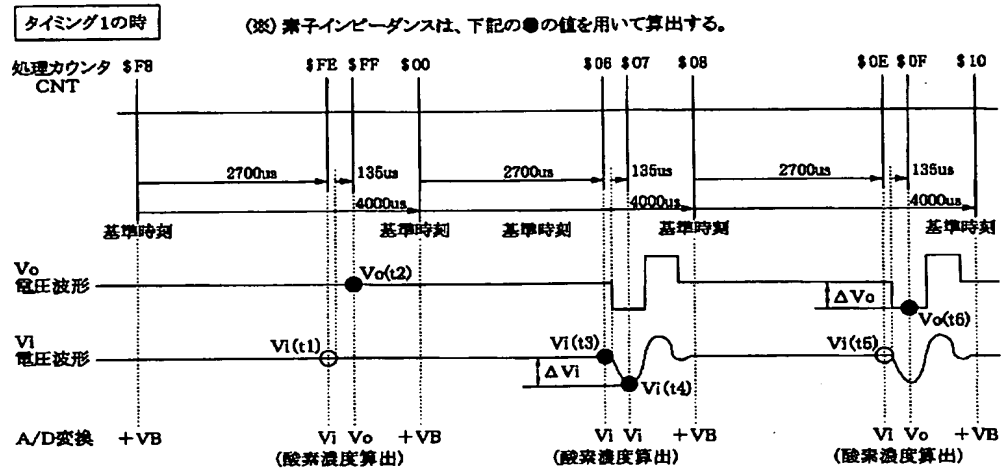 タイミング1の時
(※) 素子インピーダンスは、下記の●の値を用いて算出する。
処理カウンタ CNT
$F8 $FE $FF $00 $06 $07 $08 $0E $0F $10
2700us 135us 2700us 135us 2700us 135us
4000us 4000us 4000us
基準時刻 基準時刻 基準時刻 基準時刻
Vo
電圧波形
Vo(t2)
ΔVo
Vo(t6)
Vi
電圧波形
Vi(t1)
Vi(t3)
ΔVi
Vi(t4)
Vi(t5)
A/D変換 +VB Vi Vo +VB Vi Vi +VB Vi Vo +VB
(酸素濃度算出) (酸素濃度算出) (酸素濃度算出)